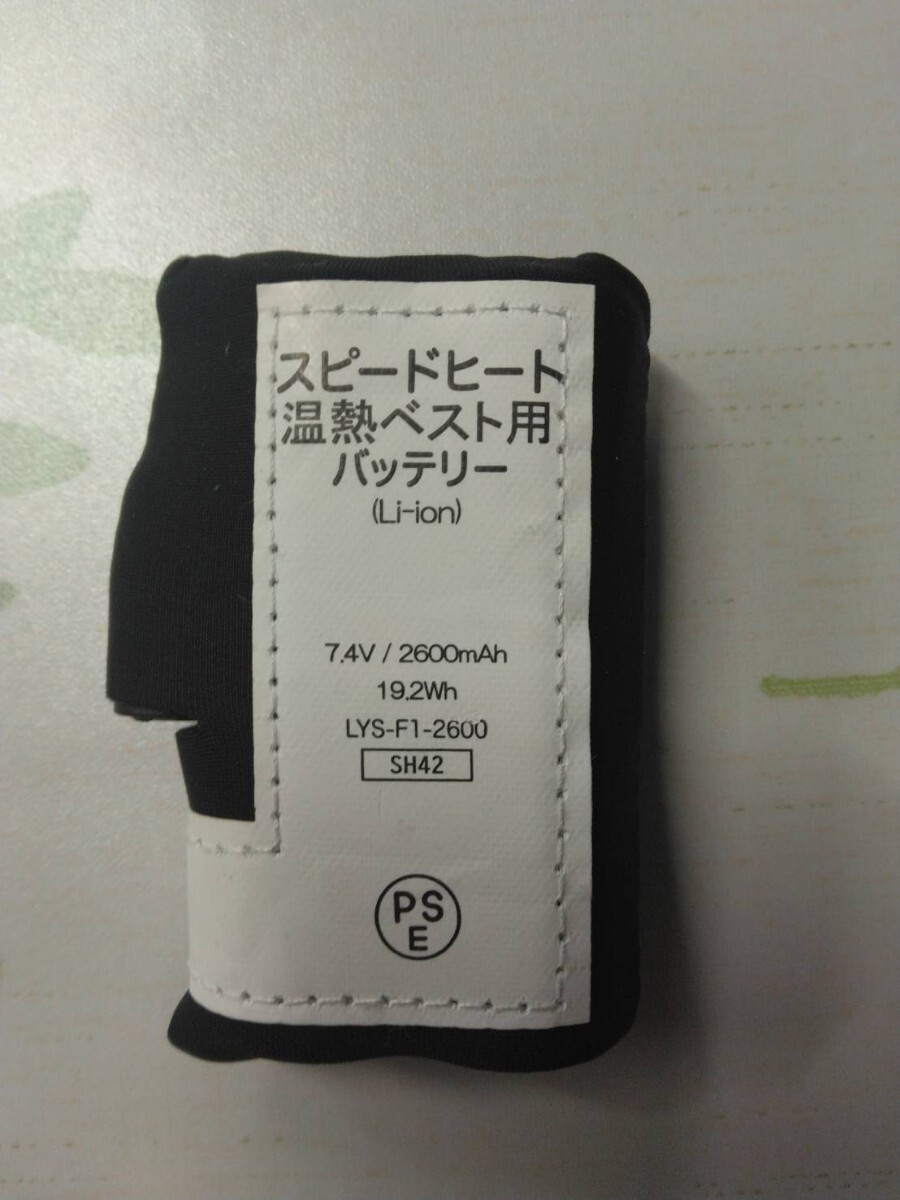 スピードヒート
温熱ベスト用
バッテリー
(Li-ion)
7.4V / 2600mAh
19.2Wh
LYS-F1-2600
SH42
PS
E